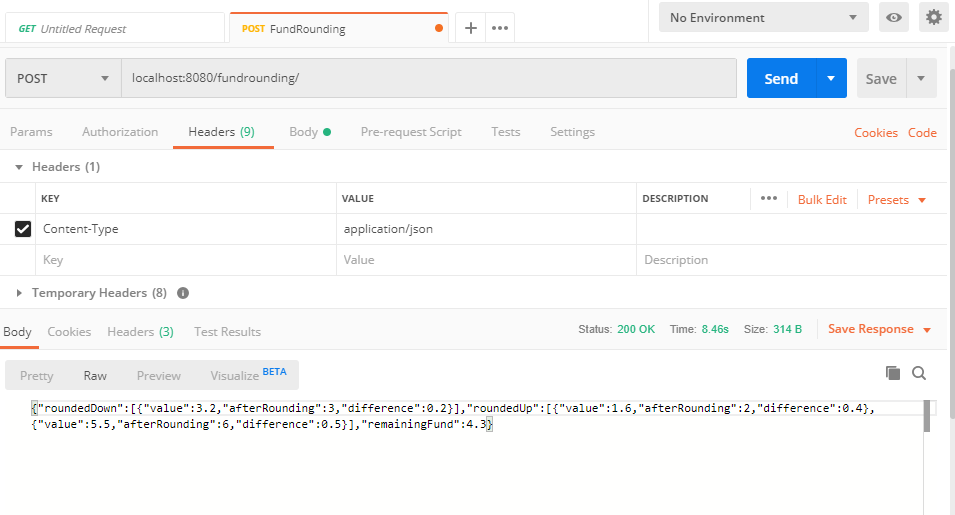 GET Untitled Request POST FundRounding + ••• No Environment
POST localhost:8080/fundrounding/ Send Save
Params Authorization Headers (9) Body Pre-request Script Tests Settings Cookies Code
Headers (1)
KEY VALUE DESCRIPTION ••• Bulk Edit Presets
Content-Type application/json
Key Value Description
Temporary Headers (8) i
Body Cookies Headers (3) Test Results Status: 200 OK Time: 8.46s Size: 314 B Save Response
Pretty Raw Preview Visualize BETA
{"roundedDown":[{"value":3.2,"afterRounding":3,"difference":0.2}],"roundedUp":[{"value":1.6,"afterRounding":2,"difference":0.4},
{"value":5.5,"afterRounding":6,"difference":0.5}],"remainingFund":4.3}